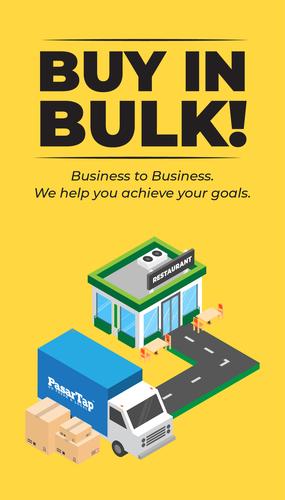 BUY IN
BULK!
Business to Business.
We help you achieve your goals.
RESTAURANT
PasarTap